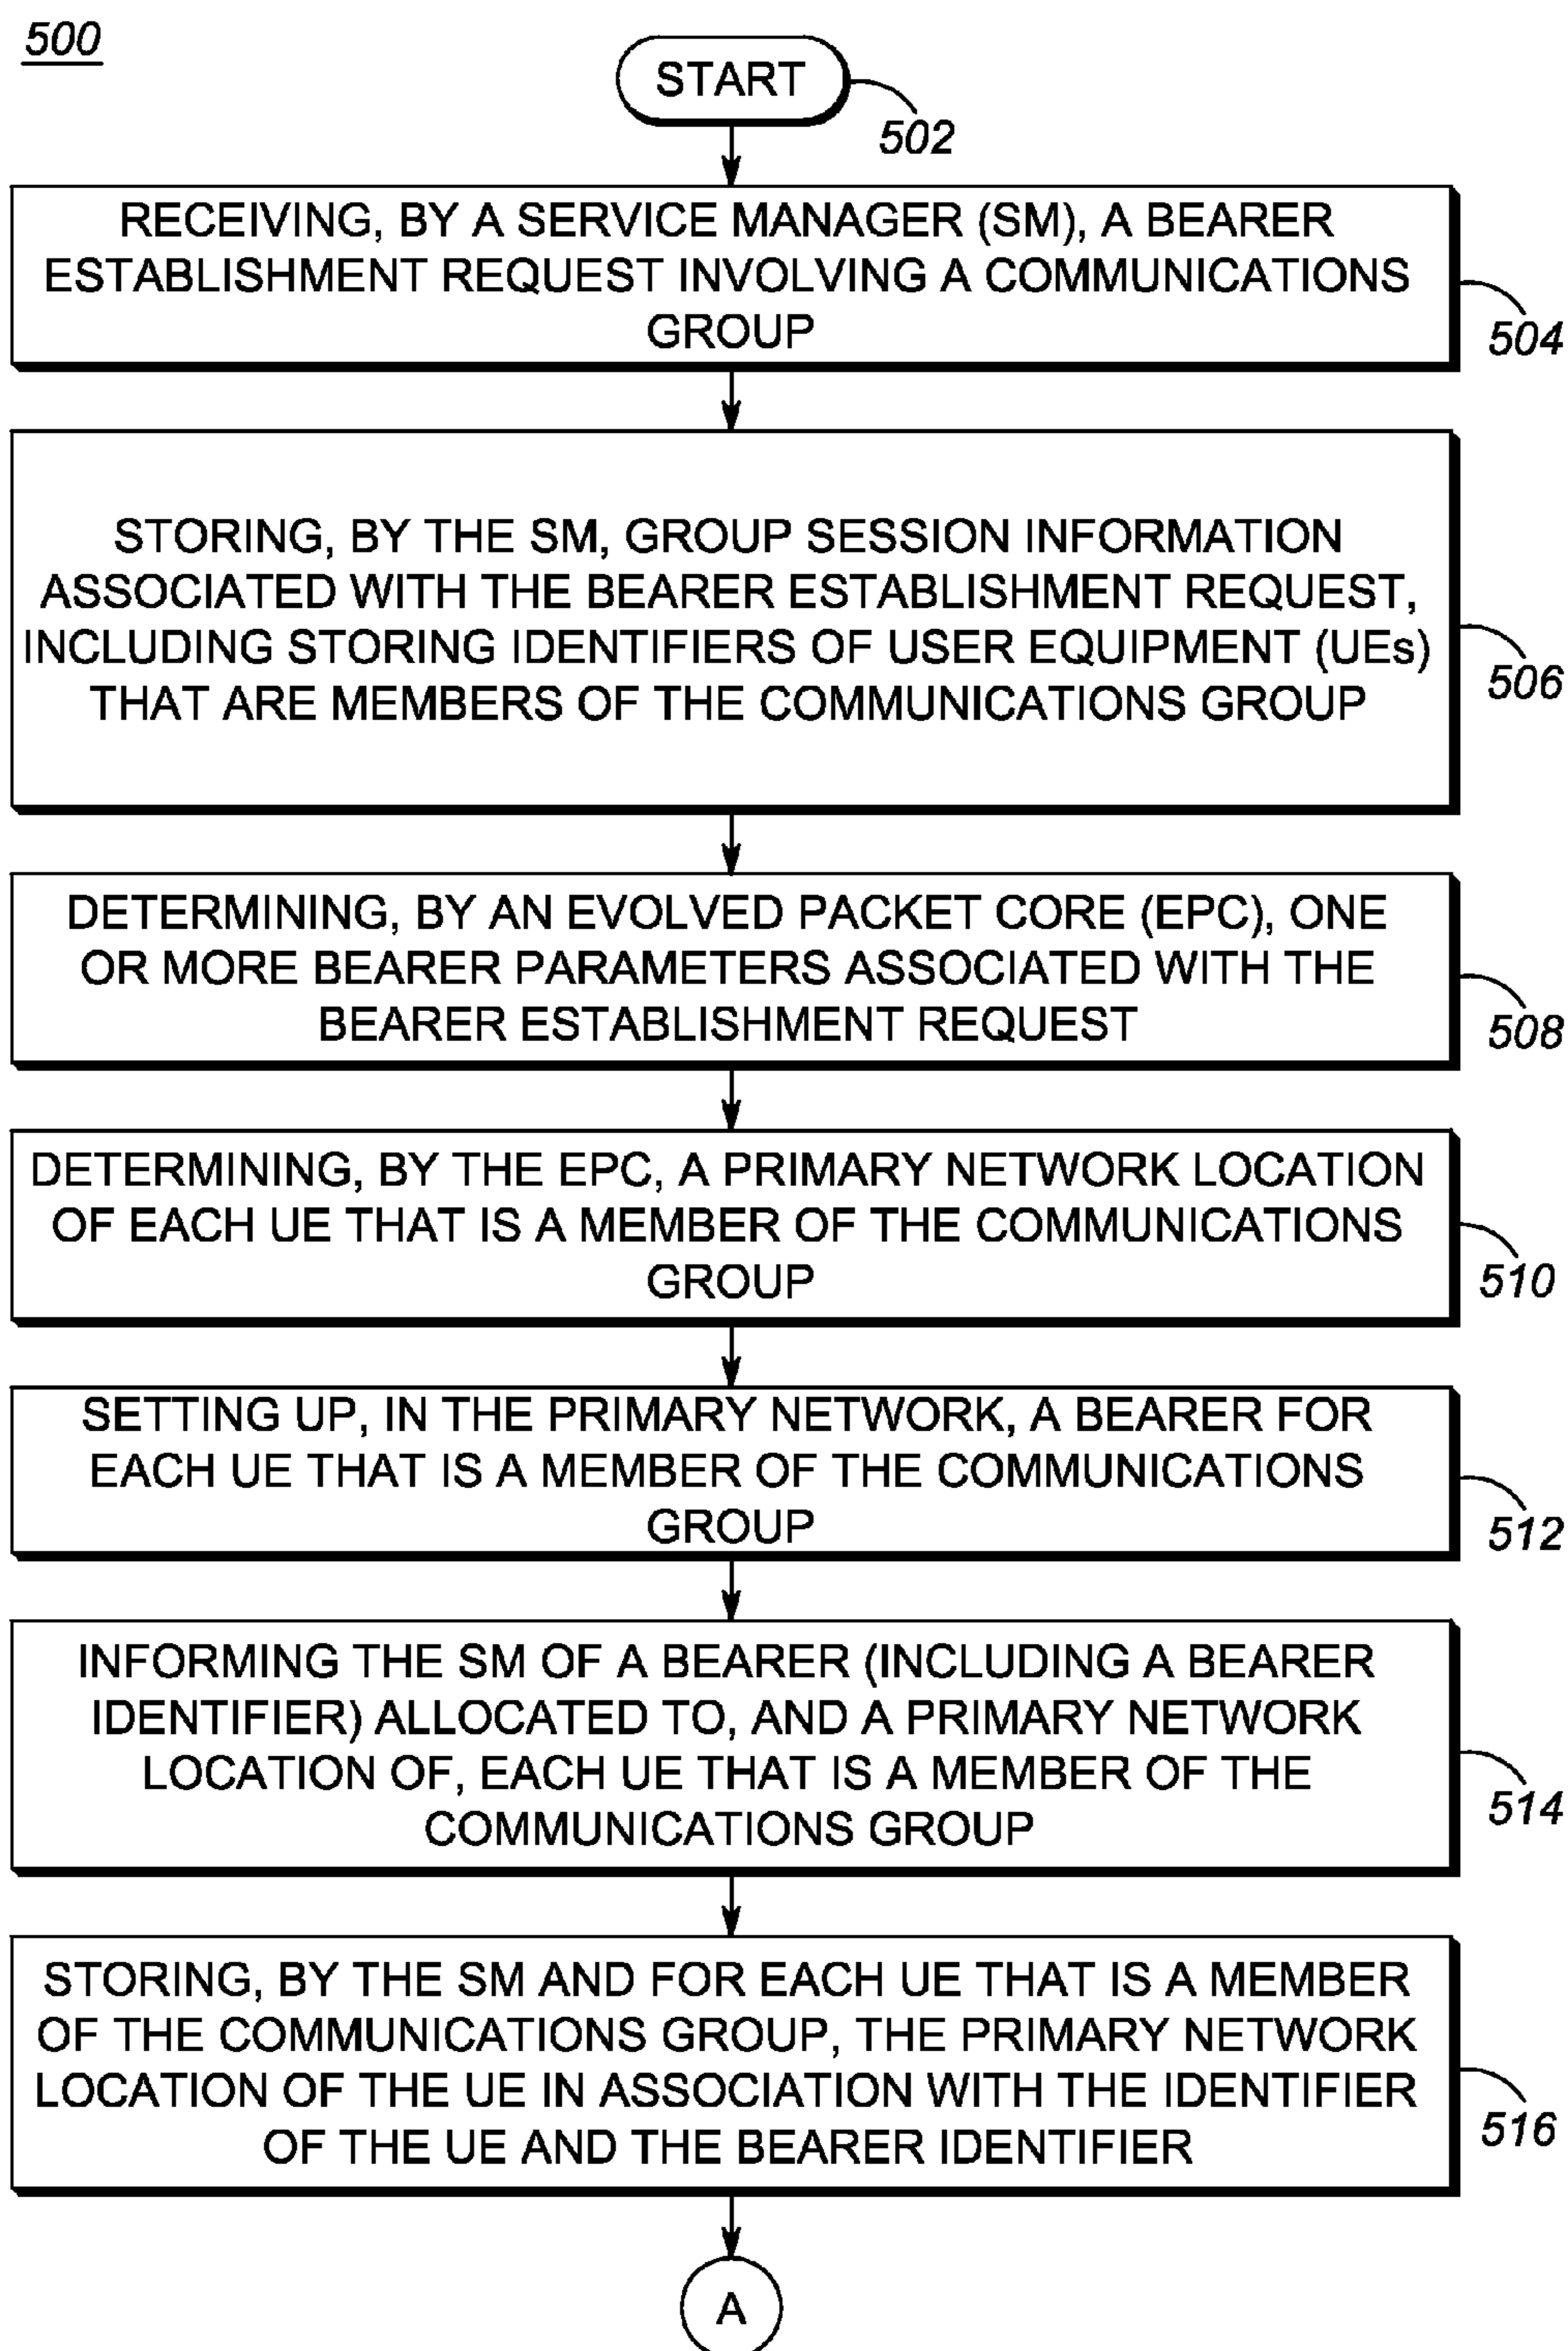 500
START
502
RECEIVING, BY A SERVICE MANAGER (SM), A BEARER
ESTABLISHMENT REQUEST INVOLVING A COMMUNICATIONS
GROUP
504
STORING, BY THE SM, GROUP SESSION INFORMATION
ASSOCIATED WITH THE BEARER ESTABLISHMENT REQUEST,
INCLUDING STORING IDENTIFIERS OF USER EQUIPMENT (UEs)
THAT ARE MEMBERS OF THE COMMUNICATIONS GROUP
506
DETERMINING, BY AN EVOLVED PACKET CORE (EPC), ONE
OR MORE BEARER PARAMETERS ASSOCIATED WITH THE
BEARER ESTABLISHMENT REQUEST
508
DETERMINING, BY THE EPC, A PRIMARY NETWORK LOCATION
OF EACH UE THAT IS A MEMBER OF THE COMMUNICATIONS
GROUP
510
SETTING UP, IN THE PRIMARY NETWORK, A BEARER FOR
EACH UE THAT IS A MEMBER OF THE COMMUNICATIONS
GROUP
512
INFORMING THE SM OF A BEARER (INCLUDING A BEARER
IDENTIFIER) ALLOCATED TO, AND A PRIMARY NETWORK
LOCATION OF, EACH UE THAT IS A MEMBER OF THE
COMMUNICATIONS GROUP
514
STORING, BY THE SM AND FOR EACH UE THAT IS A MEMBER
OF THE COMMUNICATIONS GROUP, THE PRIMARY NETWORK
LOCATION OF THE UE IN ASSOCIATION WITH THE IDENTIFIER
OF THE UE AND THE BEARER IDENTIFIER
516
A